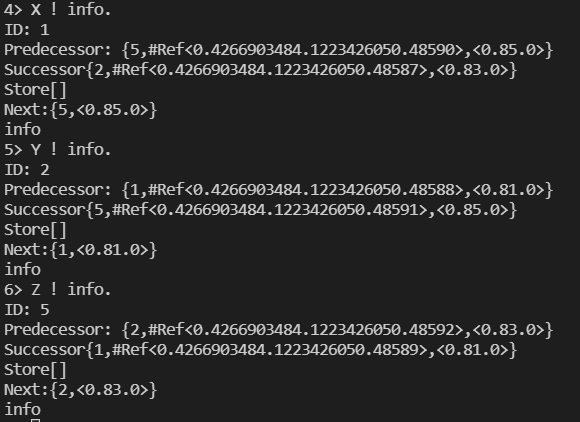 4> X ! info.
ID: 1
Predecessor: {5,#Ref<0.4266903484.1223426050.48590>,<0.85.0>}
Successor{2,#Ref<0.4266903484.1223426050.48587>,<0.83.0>}
Store[]
Next:{5,<0.85.0>}
info
5> Y ! info.
ID: 2
Predecessor: {1,#Ref<0.4266903484.1223426050.48588>,<0.81.0>}
Successor{5,#Ref<0.4266903484.1223426050.48591>,<0.85.0>}
Store[]
Next:{1,<0.81.0>}
info
6> Z ! info.
ID: 5
Predecessor: {2,#Ref<0.4266903484.1223426050.48592>,<0.83.0>}
Successor{1,#Ref<0.4266903484.1223426050.48589>,<0.81.0>}
Store[]
Next:{2,<0.83.0>}
info